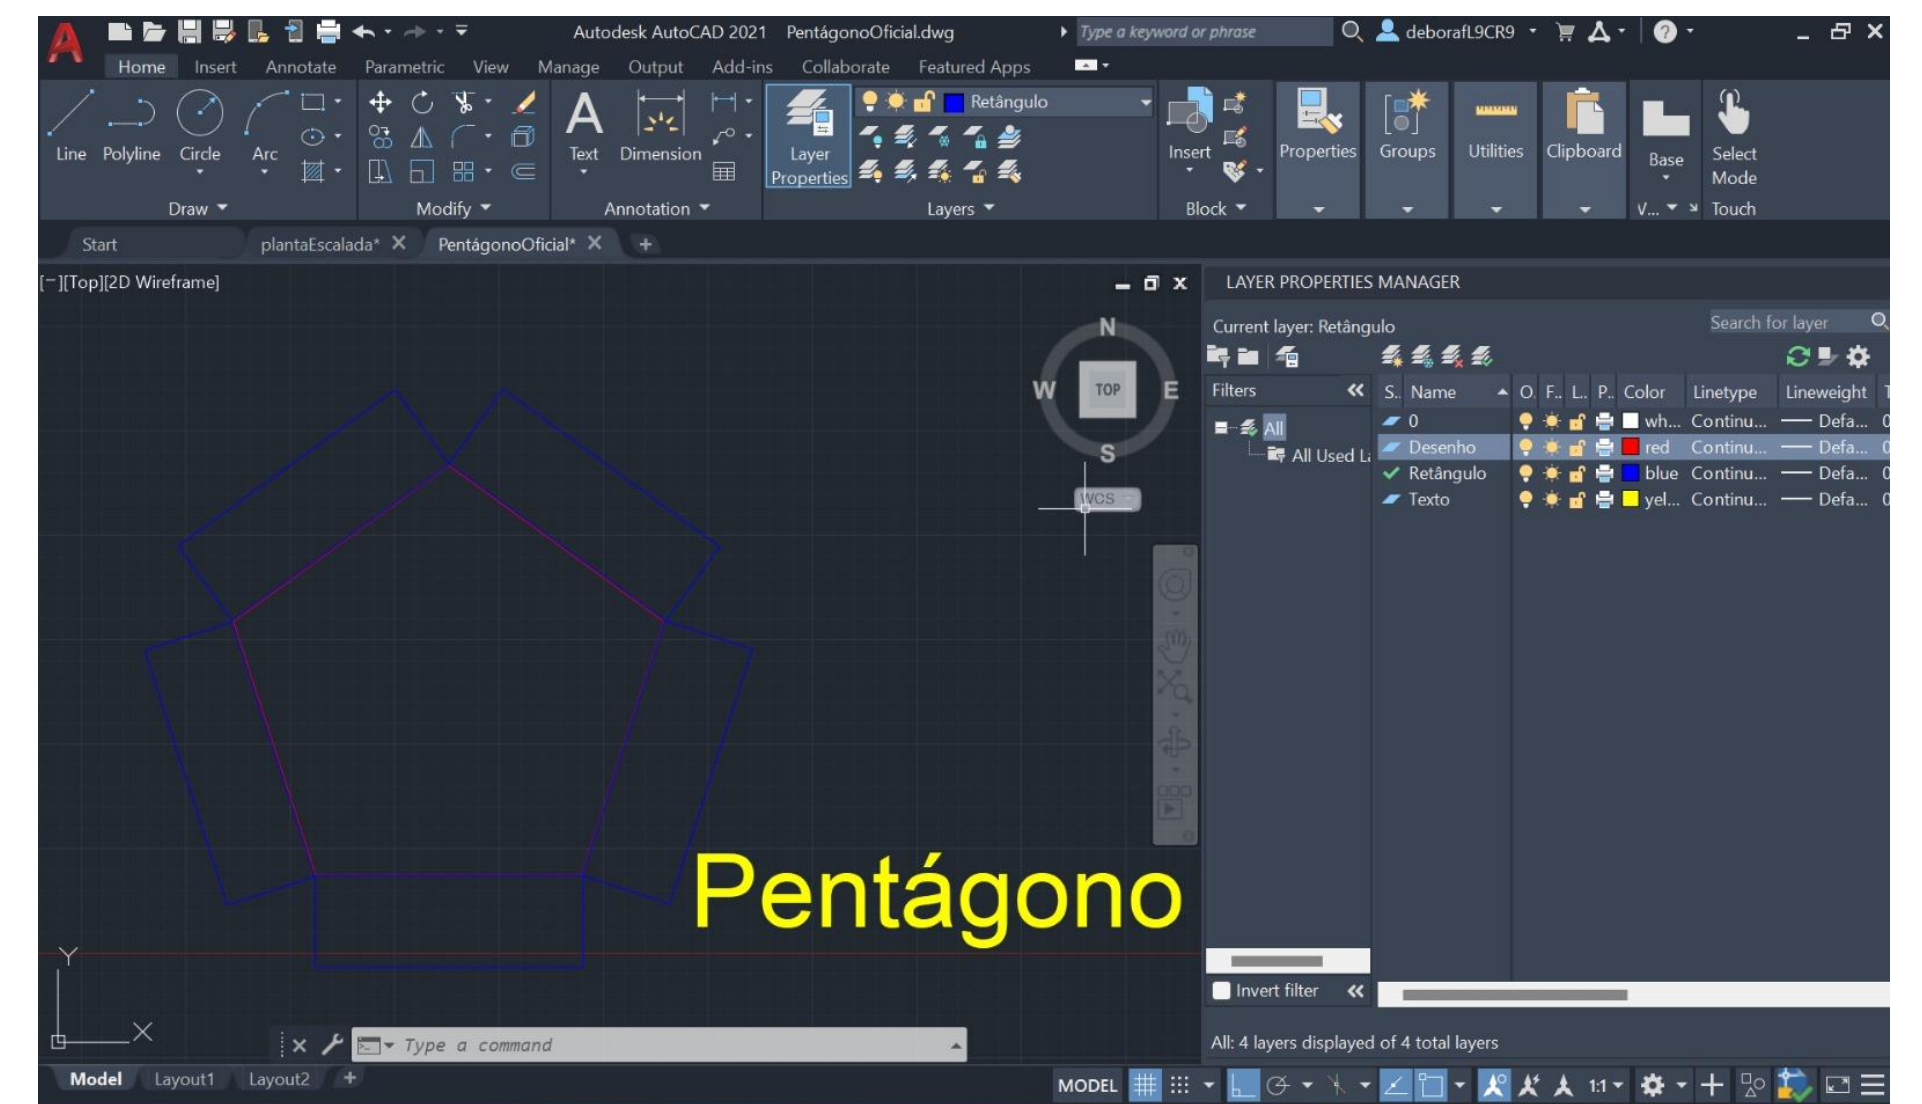 Autodesk AutoCAD 2021 PentágonoOficial.dwg Type a keyword or phrase deborafL9CR9
Home Insert Annotate Parametric View Manage Output Add-ins Collaborate Featured Apps
Line Polyline Circle Arc
Text Dimension
Layer Properties
Retângulo
Insert
Properties
Groups
Utilities
Clipboard
Base
Select Mode
Draw Modify Annotation Layers Block V... Touch
Start plantaEscalada* PentágonoOficial* +
[−][Top][2D Wireframe]
N
W TOP E
S
WCS
Pentágono
Y
X
Type a command
LAYER PROPERTIES MANAGER
Current layer: Retângulo
Search for layer
Filters
All
All Used La
S.. Name O. F.. L.. P.. Color Linetype Lineweight T
0 wh... Continu... Defa... 0
Desenho red Continu... Defa... 0
Retângulo blue Continu... Defa... 0
Texto yel... Continu... Defa... 0
Invert filter
All: 4 layers displayed of 4 total layers
Model Layout1 Layout2 +
MODEL 1:1